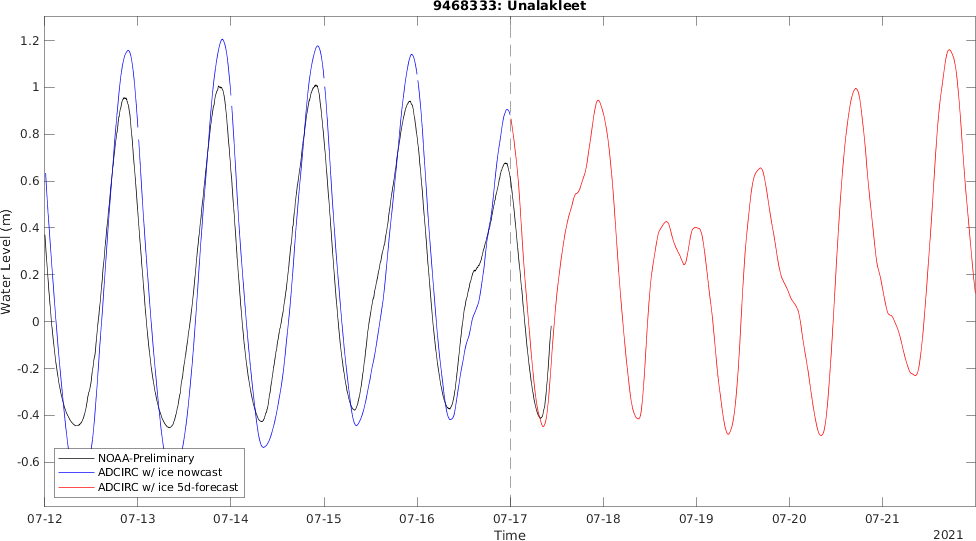 9468333: Unalakleet
1.2
1
0.8
0.6
0.4
0.2
0
-0.2
-0.4
-0.6
Water Level (m)
NOAA-Preliminary
ADCIRC w/ ice nowcast
ADCIRC w/ ice 5d-forecast
07-12 07-13 07-14 07-15 07-16 07-17 07-18 07-19 07-20 07-21
Time
2021